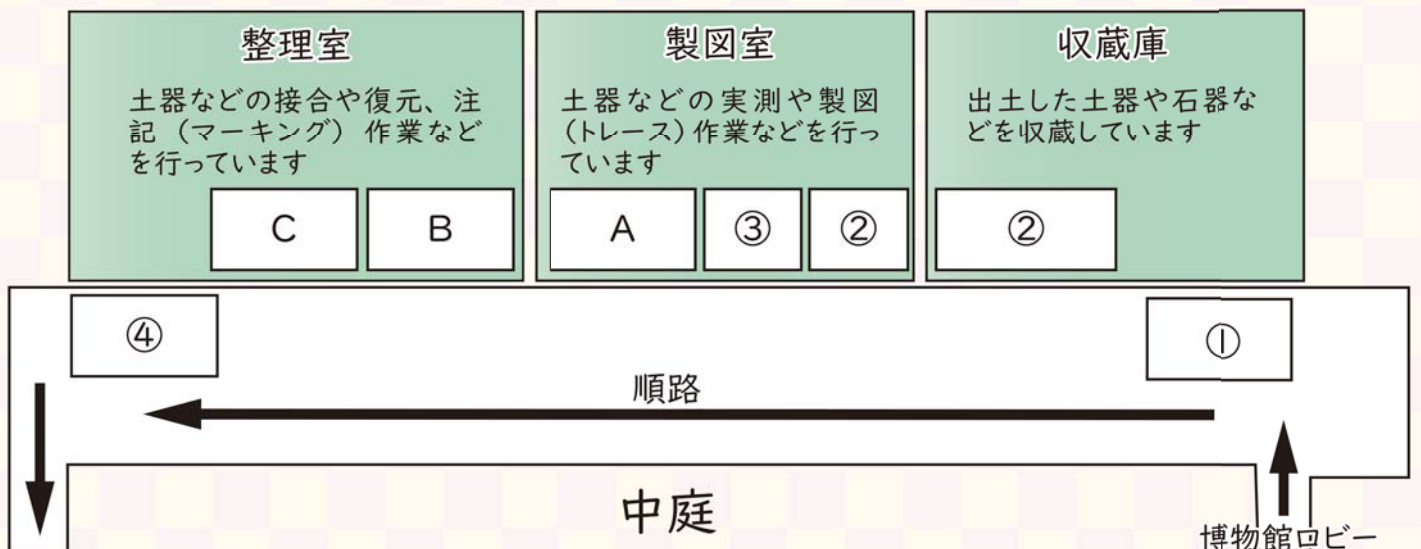 整理室
土器などの接合や復元、注
記（マーキング）作業など
を行っています
C
B
製図室
土器などの実測や製図
（トレース）作業などを行っ
ています
A
③
②
収蔵庫
出土した土器や石器な
どを収蔵しています
②
④
①
順路
中庭
博物館ロビー